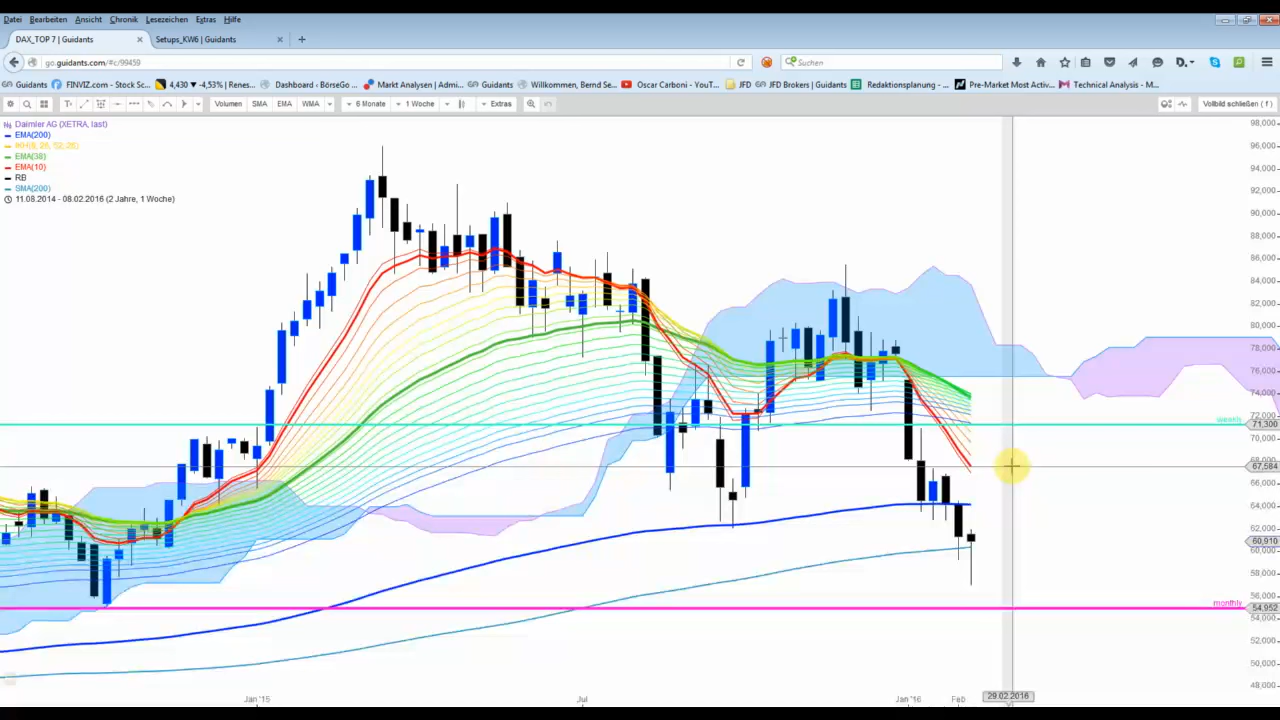 Datei Bearbeiten Ansicht Chronik Lesezeichen Extras Hilfe
DAX_TOP 7 | Guidants Setups_KW6 | Guidants
go.guidants.com/#c/99459 Suchen
Guidants FINVIZ.com - Stock Sc... 4,430 ▼ -4,53% | Renes... Dashboard ‹ BörseGo ... Markt Analysen | Admi... Guidants Willkommen, Bernd Se... Oscar Carboni - YouT... JFD JFD Brokers | Guidants Redaktionsplanung - ... Pre-Market Most Activ... Technical Analysis - M...
Volumen SMA EMA WMA 6 Monate 1 Woche Extras Vollbild schließen ( f )
Daimler AG (XETRA, last)
EMA(200)
EMA(38)
EMA(10)
RB
SMA(200)
11.08.2014 - 08.02.2016 (2 Jahre, 1 Woche)
98,000
96,000
94,000
92,000
90,000
88,000
86,000
84,000
82,000
80,000
78,000
76,000
74,000
72,000
weekly
71,300
70,000
68,000
67,584
66,000
64,000
62,000
60,910
58,000
56,000
monthly
54,952
52,000
50,000
48,000
Jan '15 Jul Jan '16 Feb 29.02.2016